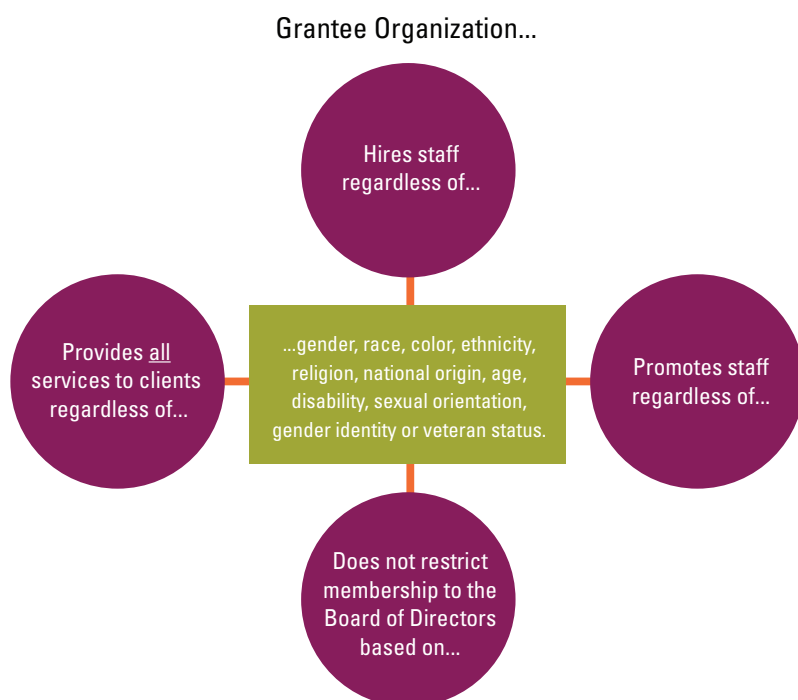 Grantee Organization...
Hires staff
regardless of...
Provides all
services to clients
regardless of...
...gender, race, color, ethnicity,
religion, national origin, age,
disability, sexual orientation,
gender identity or veteran status.
Promotes staff
regardless of...
Does not restrict
membership to the
Board of Directors
based on...